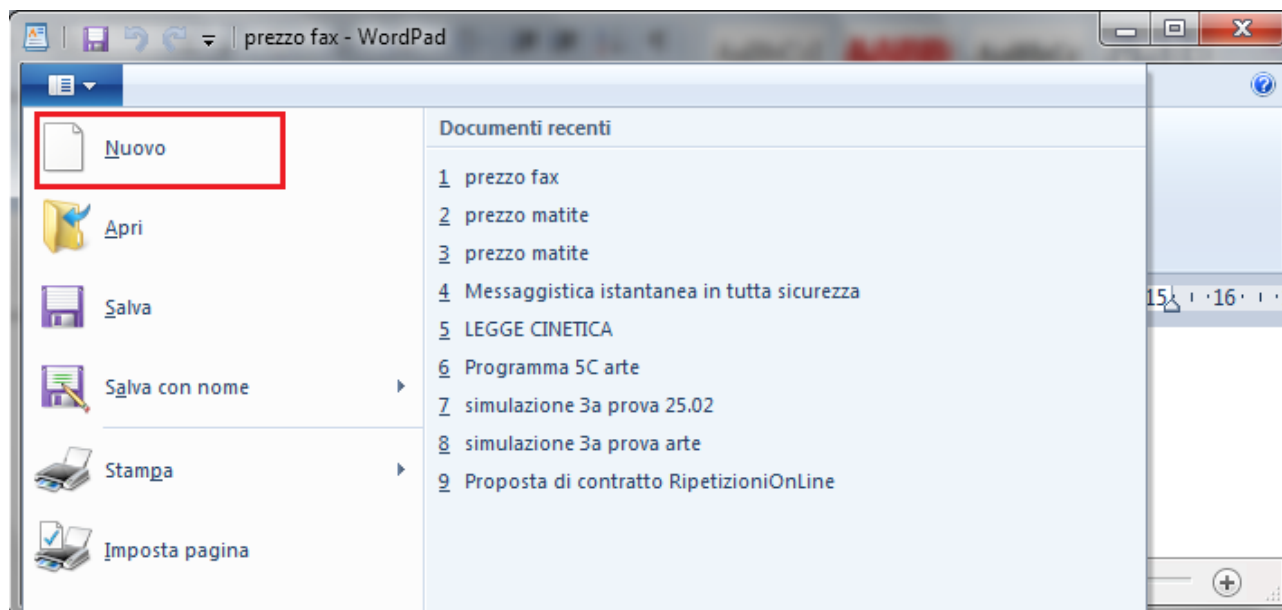 prezzo fax - WordPad
Nuovo
Apri
Salva
Salva con nome
Stampa
Imposta pagina
Documenti recenti
1 prezzo fax
2 prezzo matite
3 prezzo matite
4 Messaggistica istantanea in tutta sicurezza
5 LEGGE CINETICA
6 Programma 5C arte
7 simulazione 3a prova 25.02
8 simulazione 3a prova arte
9 Proposta di contratto RipetizioniOnLine
15 16